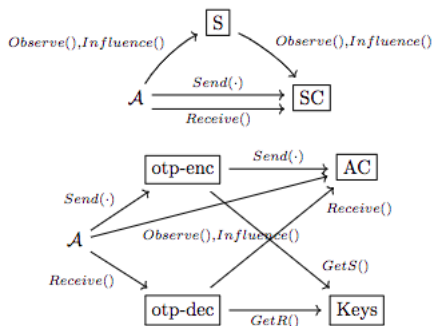 S
Observe(),Influence()
Observe(),Influence()
Send(·)
A
SC
Receive()
otp-enc
Send(·)
AC
Send(·)
Receive()
A
Observe(),Influence()
GetS()
Receive()
otp-dec
GetR()
Keys